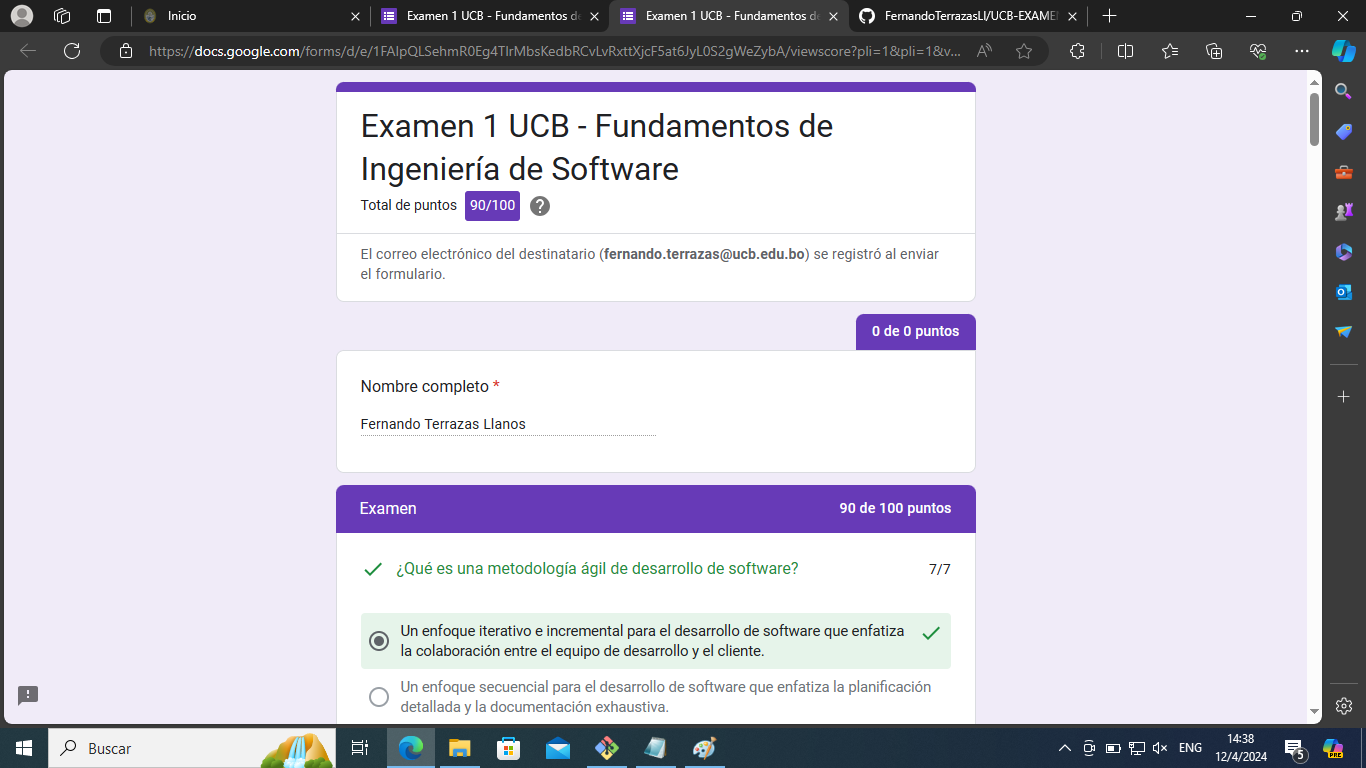 Inicio
Examen 1 UCB - Fundamentos de
Examen 1 UCB - Fundamentos de
FernandoTerrazasLl/UCB-EXAMEN
https://docs.google.com/forms/d/e/1FAIpQLSehmR0Eg4TIrMbsKedbRCvLvRxttXjcF5at6JyL0S2gWeZybA/viewscore?pli=1&pli=1&v...
Examen 1 UCB - Fundamentos de
Ingeniería de Software
Total de puntos 90/100
El correo electrónico del destinatario (fernando.terrazas@ucb.edu.bo) se registró al enviar
el formulario.
0 de 0 puntos
Nombre completo *
Fernando Terrazas Llanos
Examen 90 de 100 puntos
¿Qué es una metodología ágil de desarrollo de software? 7/7
Un enfoque iterativo e incremental para el desarrollo de software que enfatiza
la colaboración entre el equipo de desarrollo y el cliente.
Un enfoque secuencial para el desarrollo de software que enfatiza la planificación
detallada y la documentación exhaustiva.
Buscar
ENG
14:38
12/4/2024
5
PRE